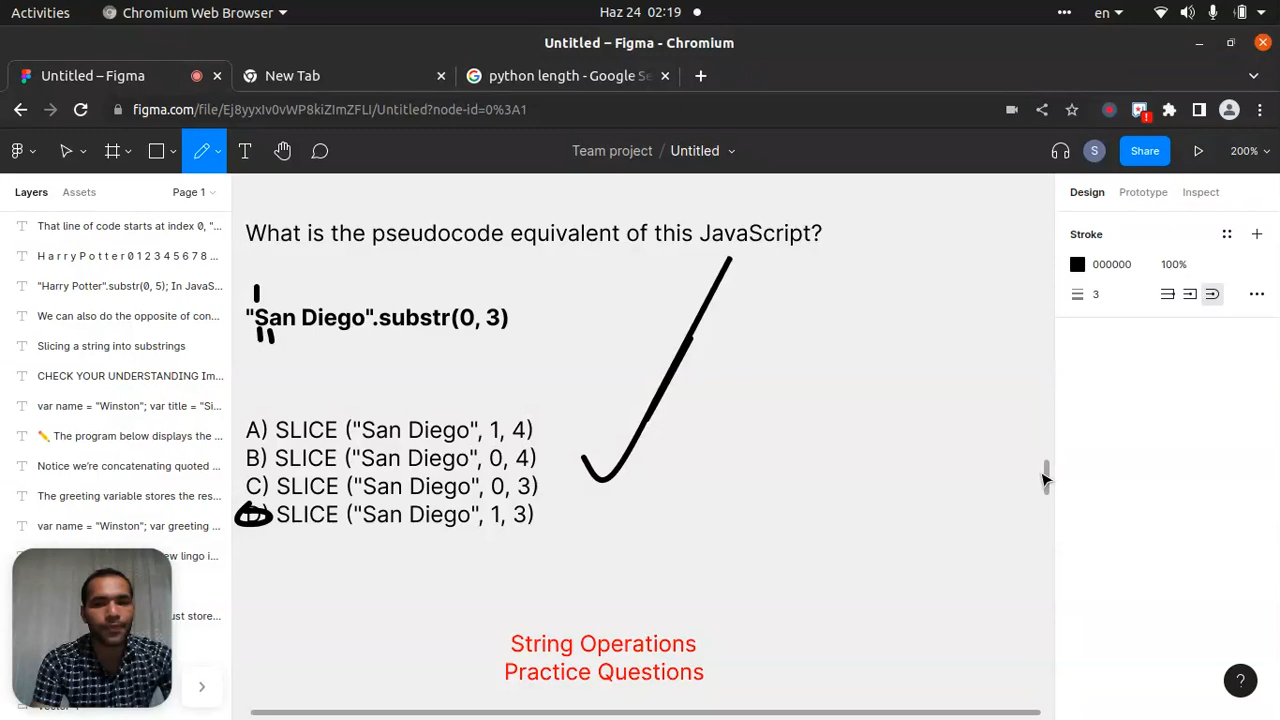 Activities
Chromium Web Browser
Haz 24 02:19
en
Untitled – Figma - Chromium
Untitled – Figma
New Tab
python length - Google Se
figma.com/file/Ej8yyxIv0vWP8kiZImZFLI/Untitled?node-id=0%3A1
Team project / Untitled
S
Share
200%
Layers
Assets
Page 1
Design
Prototype
Inspect
That line of code starts at index 0, "...
H a r r y P o t t e r 0 1 2 3 4 5 6 7 8 ...
"Harry Potter".substr(0, 5); In JavaS...
We can also do the opposite of con...
Slicing a string into substrings
CHECK YOUR UNDERSTANDING Im...
var name = "Winston"; var title = "Si...
✏️ The program below displays the ...
Notice we're concatenating quoted ...
The greeting variable stores the res...
var name = "Winston"; var greeting ...
ew lingo i...
ust store...
Stroke
000000
100%
3
What is the pseudocode equivalent of this JavaScript?
"San Diego".substr(0, 3)
A) SLICE ("San Diego", 1, 4)
B) SLICE ("San Diego", 0, 4)
C) SLICE ("San Diego", 0, 3)
D) SLICE ("San Diego", 1, 3)
String Operations
Practice Questions
?